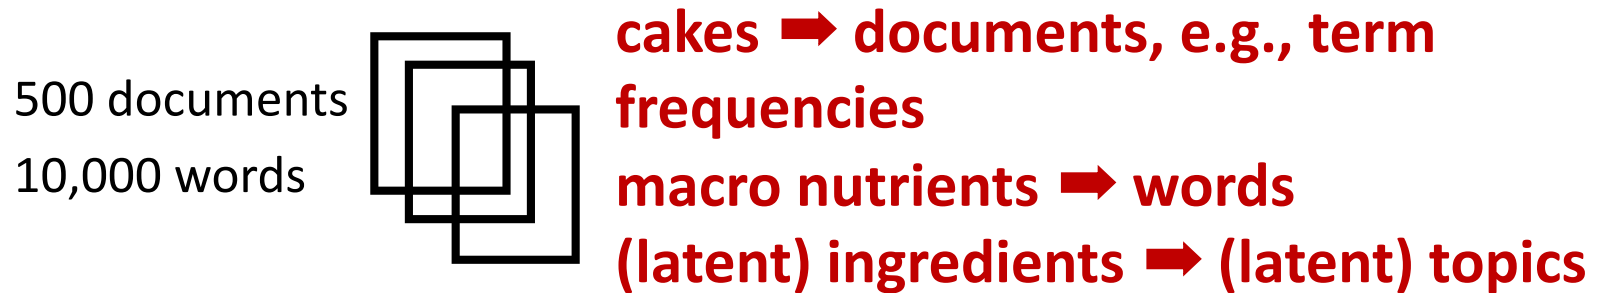 500 documents
10,000 words
cakes ➡ documents, e.g., term
frequencies
macro nutrients ➡ words
(latent) ingredients ➡ (latent) topics